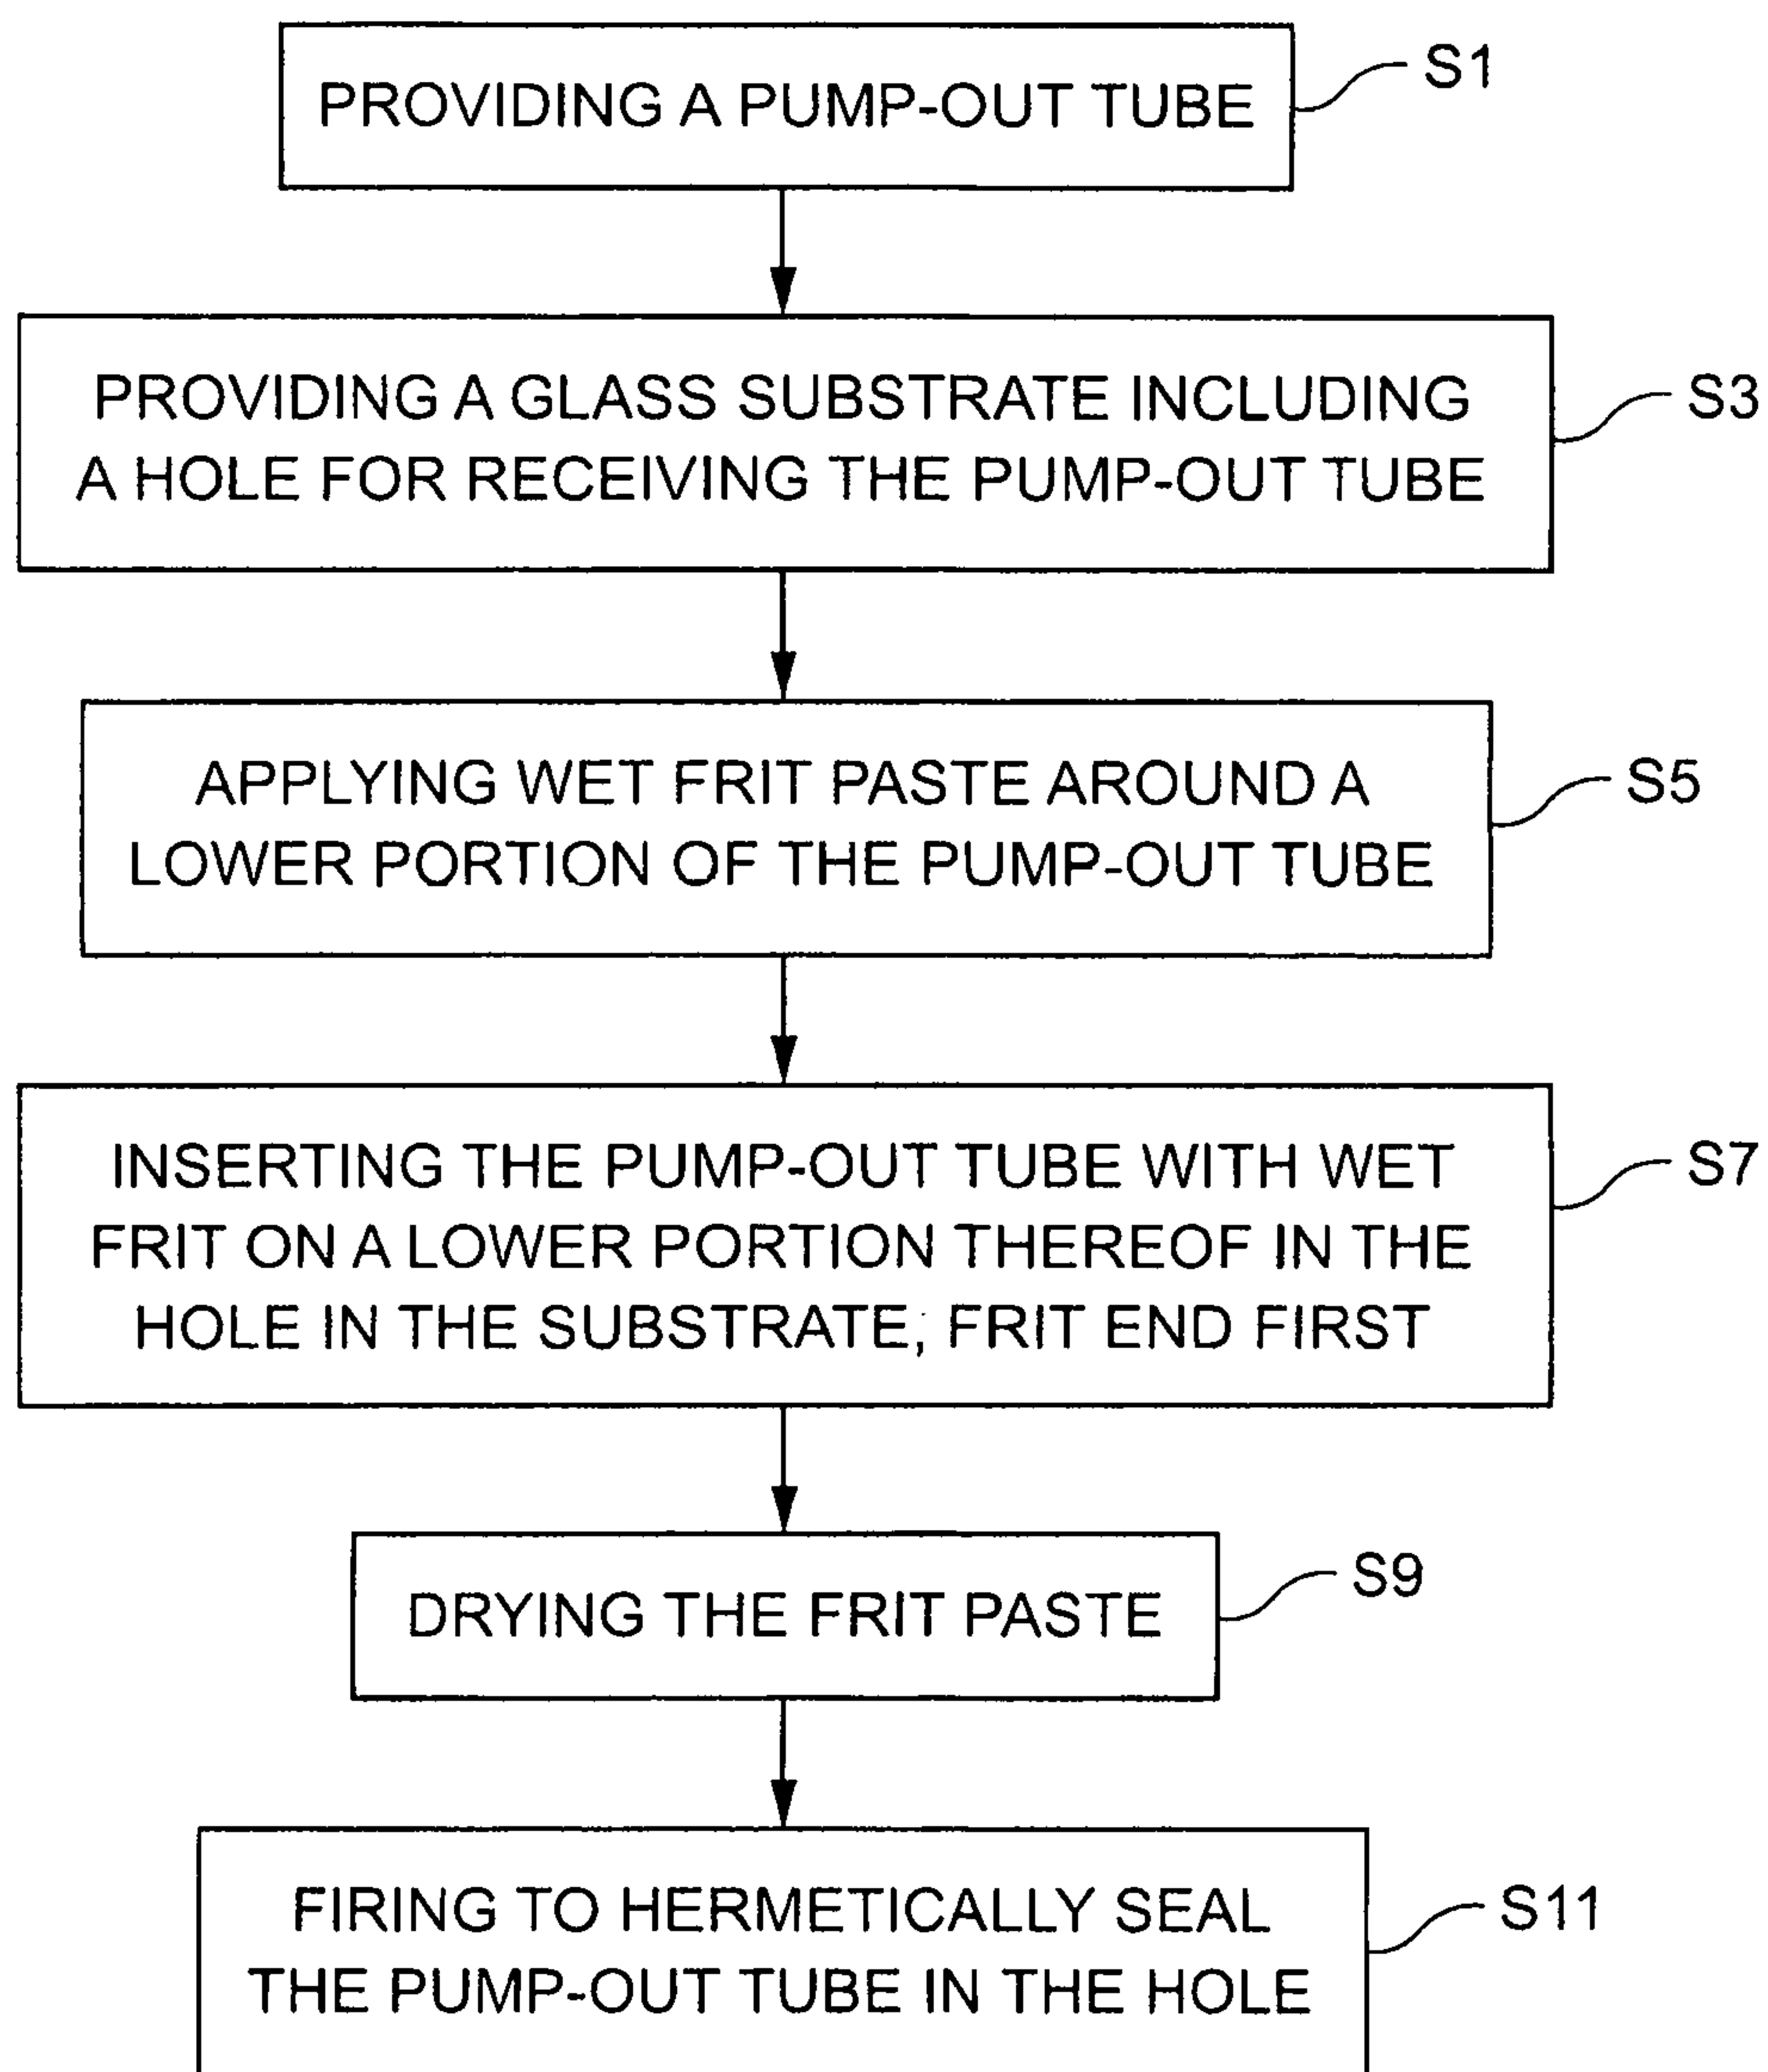 PROVIDING A PUMP-OUT TUBE
S1
PROVIDING A GLASS SUBSTRATE INCLUDING
A HOLE FOR RECEIVING THE PUMP-OUT TUBE
S3
APPLYING WET FRIT PASTE AROUND A
LOWER PORTION OF THE PUMP-OUT TUBE
S5
INSERTING THE PUMP-OUT TUBE WITH WET
FRIT ON A LOWER PORTION THEREOF IN THE
HOLE IN THE SUBSTRATE, FRIT END FIRST
S7
DRYING THE FRIT PASTE
S9
FIRING TO HERMETICALLY SEAL
THE PUMP-OUT TUBE IN THE HOLE
S11